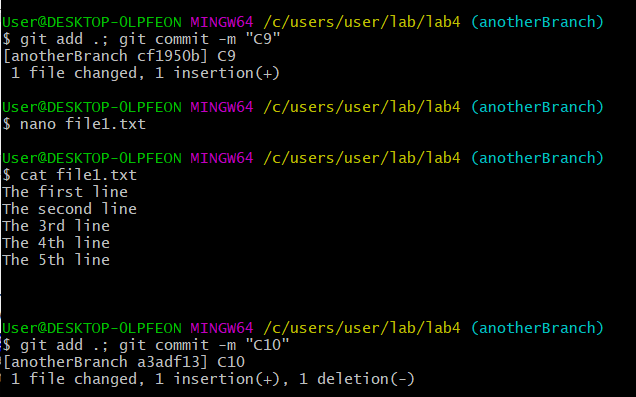 User@DESKTOP-OLPFEON MINGW64 /c/users/user/lab/lab4 (anotherBranch)
$ git add .; git commit -m "C9"
[anotherBranch cf1950b] C9
1 file changed, 1 insertion(+)
User@DESKTOP-OLPFEON MINGW64 /c/users/user/lab/lab4 (anotherBranch)
$ nano file1.txt
User@DESKTOP-OLPFEON MINGW64 /c/users/user/lab/lab4 (anotherBranch)
$ cat file1.txt
The first line
The second line
The 3rd line
The 4th line
The 5th line
User@DESKTOP-OLPFEON MINGW64 /c/users/user/lab/lab4 (anotherBranch)
$ git add .; git commit -m "C10"
[anotherBranch a3adf13] C10
1 file changed, 1 insertion(+), 1 deletion(-)